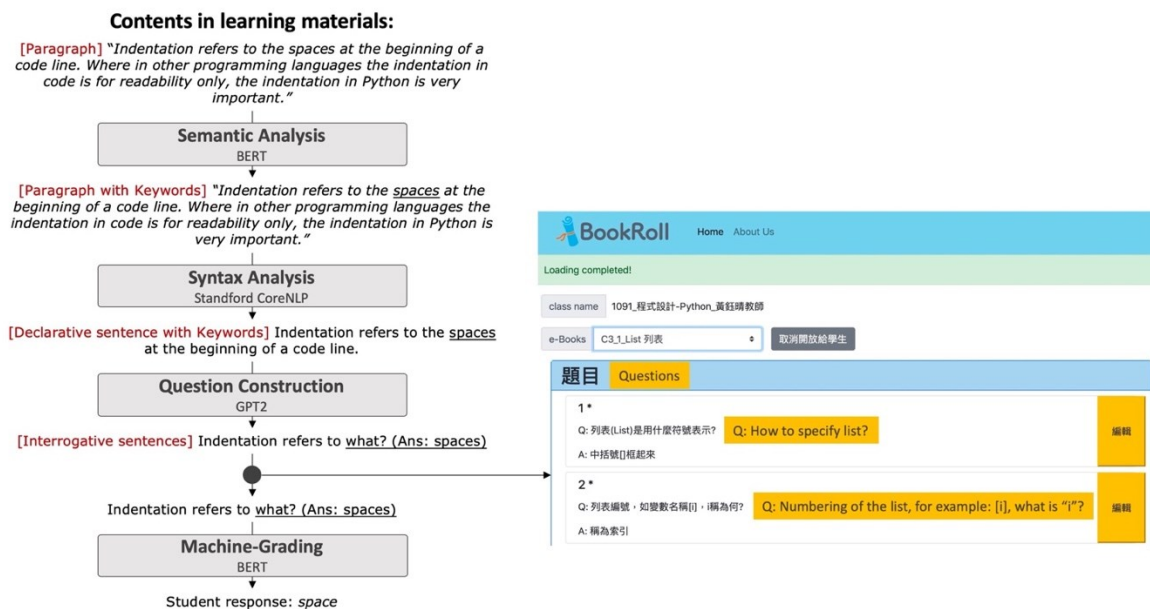 Contents in learning materials:
[Paragraph] “Indentation refers to the spaces at the beginning of a
code line. Where in other programming languages the indentation in
code is for readability only, the indentation in Python is very
important.”
Semantic Analysis
BERT
[Paragraph with Keywords] “Indentation refers to the spaces at the
beginning of a code line. Where in other programming languages the
indentation in code is for readability only, the indentation in Python is
very important.”
Syntax Analysis
Standford CoreNLP
[Declarative sentence with Keywords] Indentation refers to the spaces
at the beginning of a code line.
Question Construction
GPT2
[Interrogative sentences] Indentation refers to what? (Ans: spaces)
Indentation refers to what? (Ans: spaces)
Machine-Grading
BERT
Student response: space
BookRoll Home About Us
Loading completed!
class name 1091_程式設計-Python_黃鈺晴教師
e-Books C3_1_List 列表 取消開放給學生
題目 Questions
1 *
Q: 列表(List)是用什麼符號表示? Q: How to specify list?
A: 中括號[]框起來
編輯
2 *
Q: 列表編號，如變數名稱[i]，i稱為何? Q: Numbering of the list, for example: [i], what is “i”?
A: 稱為索引
編輯